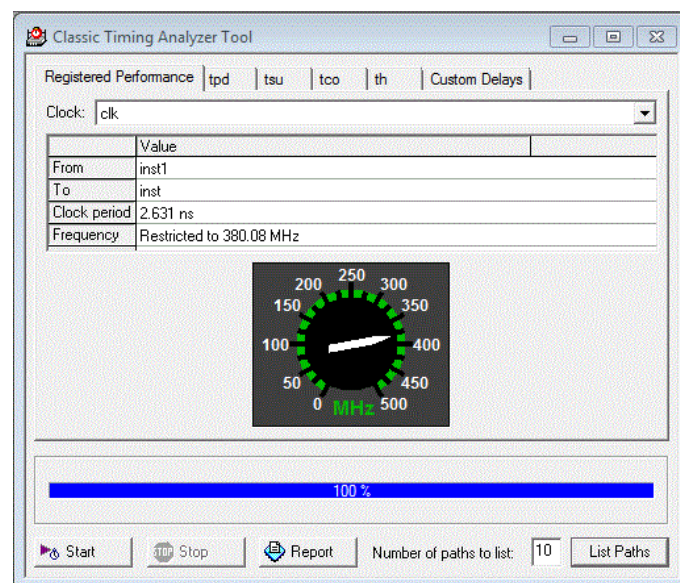 Classic Timing Analyzer Tool
Registered Performance tpd tsu tco th Custom Delays
Clock: clk
Value
From inst1
To inst
Clock period 2.631 ns
Frequency Restricted to 380.08 MHz
250
200 300
150 350
100 400
50 450
0 MHz 500
100 %
Start STOP Stop Report Number of paths to list: 10 List Paths